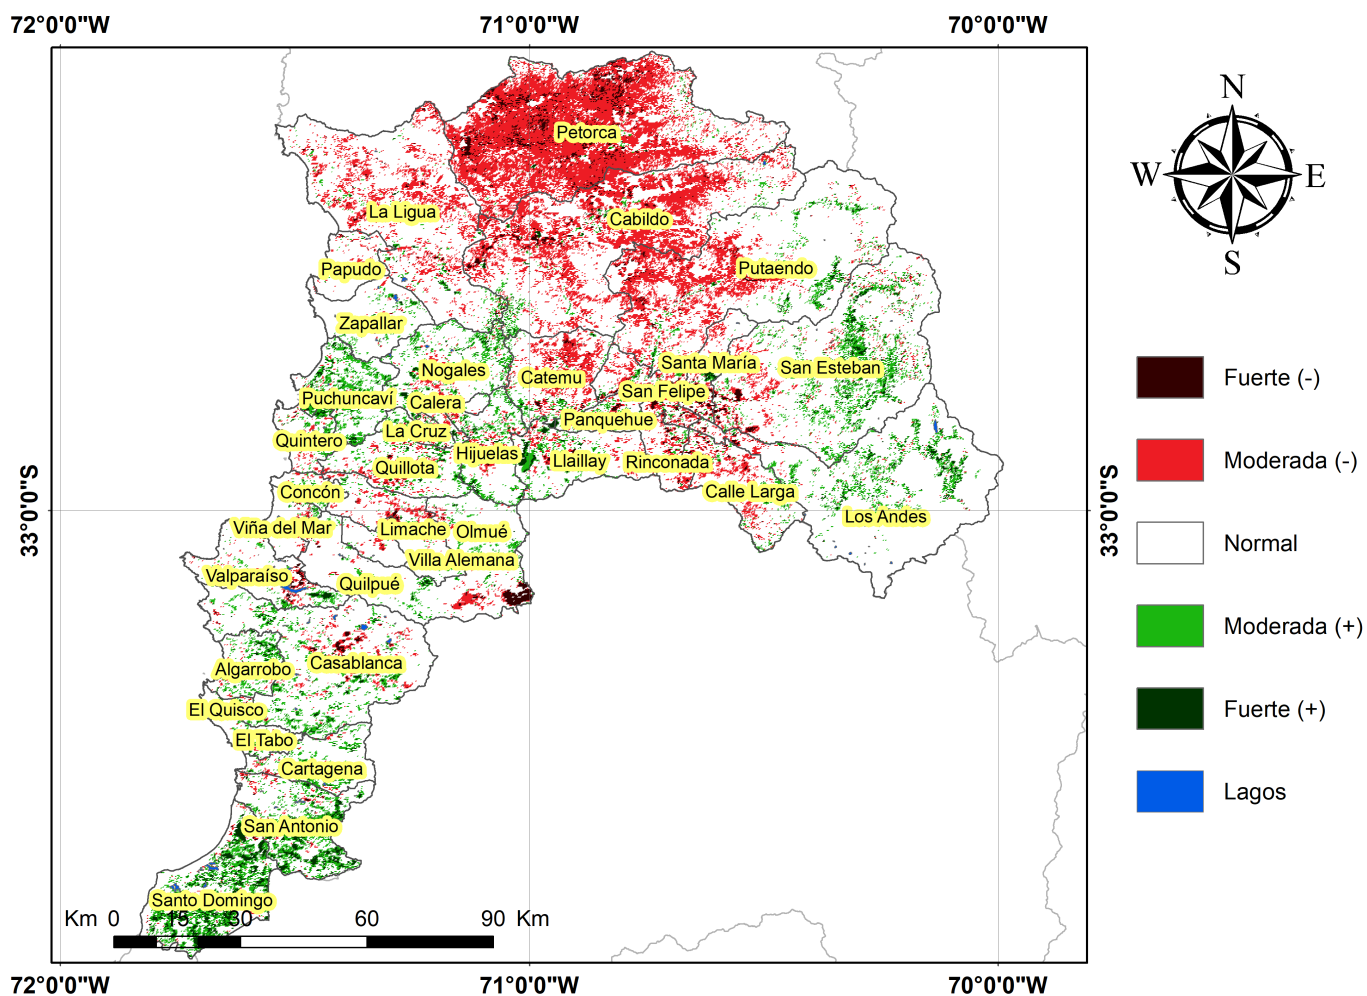 72°0'0"W 71°0'0"W 70°0'0"W
N
W E
S
Petorca
La Ligua
Cabildo
Papudo
Putaendo
Zapallar
Santa María
San Esteban
Nogales
Catemu
San Felipe
Puchuncaví
Calera
Panquehue
La Cruz
Quintero
Hijuelas
Llaillay
Rinconada
Quillota
Concón
Calle Larga
Los Andes
Viña del Mar
Limache
Olmué
Villa Alemana
Valparaíso
Quilpué
Casablanca
Algarrobo
El Quisco
El Tabo
Cartagena
San Antonio
Santo Domingo
Km 0 15 30 60 90 Km
33°0'0"S
33°0'0"S
Fuerte (-)
Moderada (-)
Normal
Moderada (+)
Fuerte (+)
Lagos
72°0'0"W 71°0'0"W 70°0'0"W